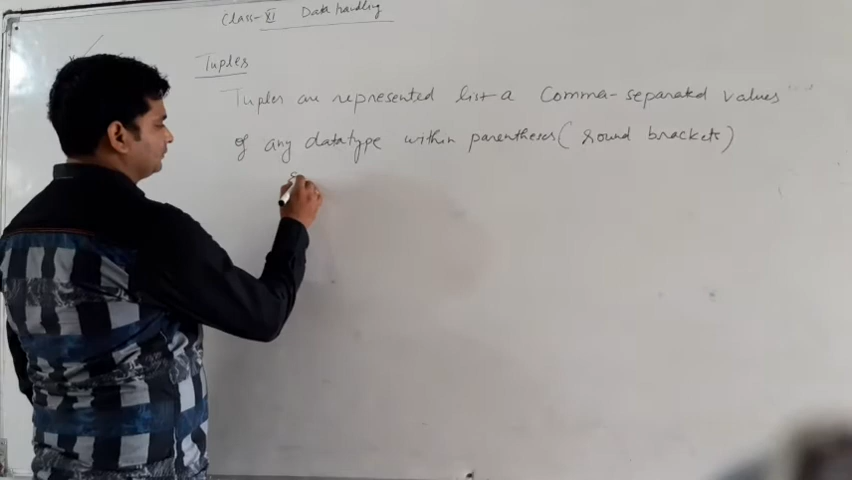 Class-XI Data handling
Tuples
Tuples are represented list a Comma-separated values
of any datatype within parentheses( round brackets)